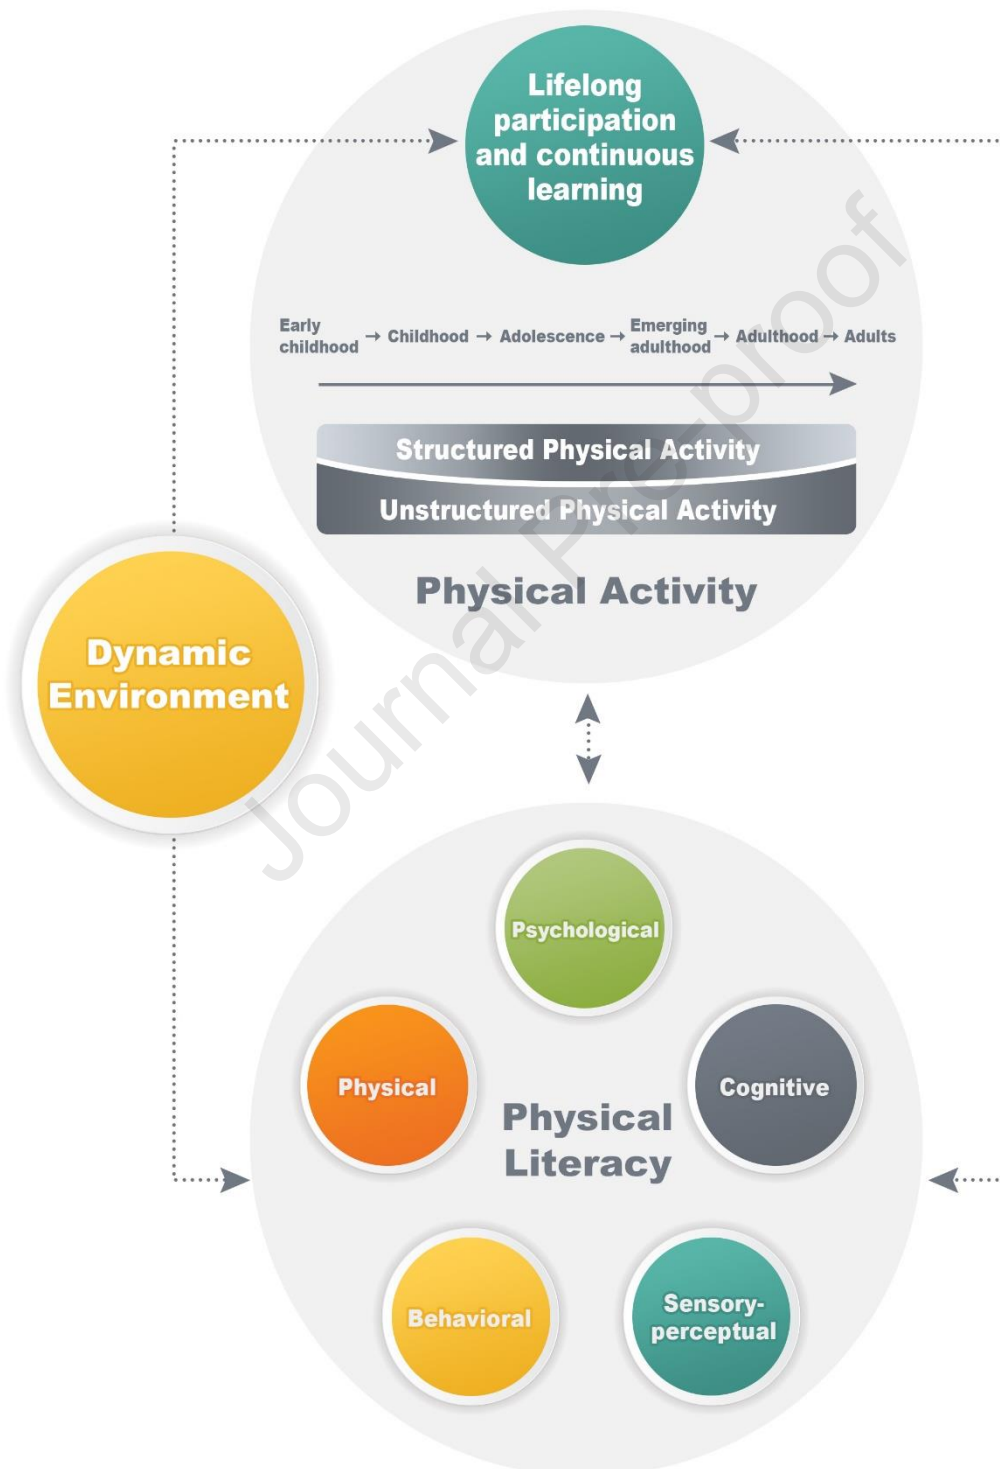 Lifelong
participation
and continuous
learning
Early
childhood → Childhood → Adolescence → Emerging
adulthood → Adulthood → Adults
Structured Physical Activity
Unstructured Physical Activity
Physical Activity
Dynamic
Environment
Journal Pre-proof
Psychological
Physical
Cognitive
Physical
Literacy
Behavioral
Sensory-
perceptual